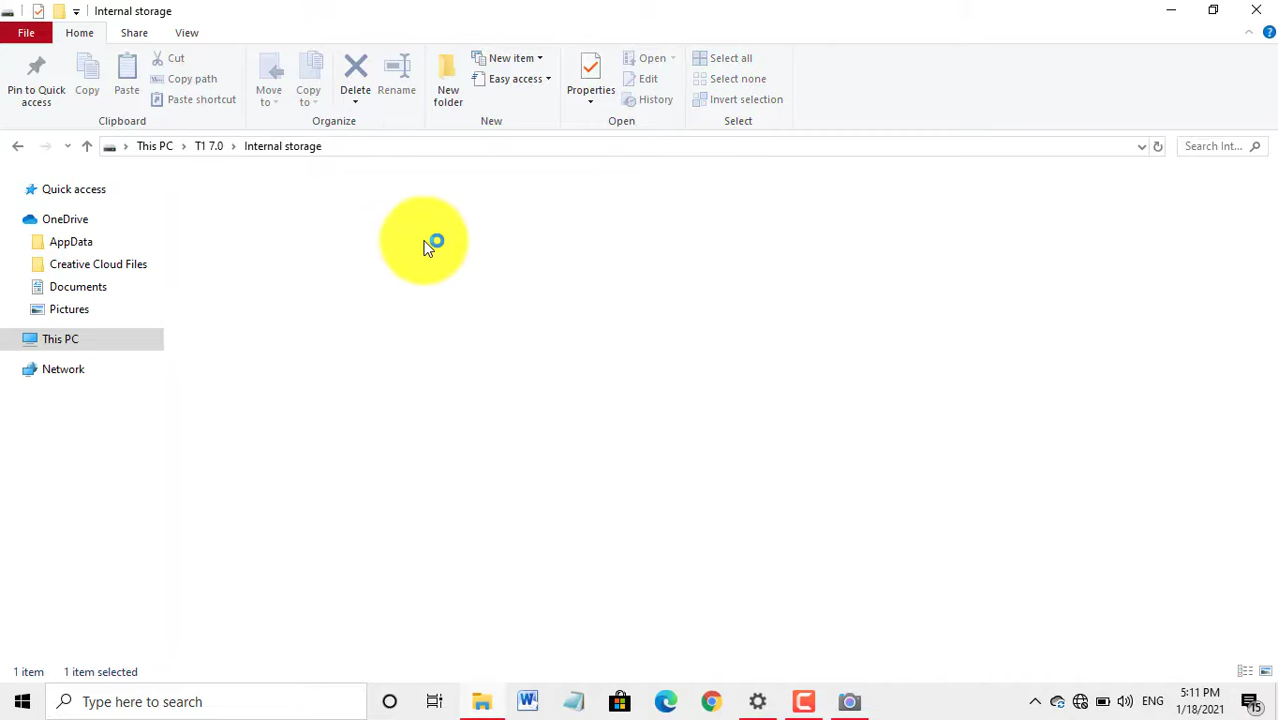 Internal storage
File Home Share View
Pin to Quick access
Copy
Paste
Cut
Copy path
Paste shortcut
Clipboard
Move to
Copy to
Delete
Rename
Organize
New folder
New item
Easy access
New
Properties
Open
Edit
History
Open
Select all
Select none
Invert selection
Select
This PC > T1 7.0 > Internal storage
Search Int...
Quick access
OneDrive
AppData
Creative Cloud Files
Documents
Pictures
This PC
Network
1 item 1 item selected
Type here to search
ENG
5:11 PM
1/18/2021
15